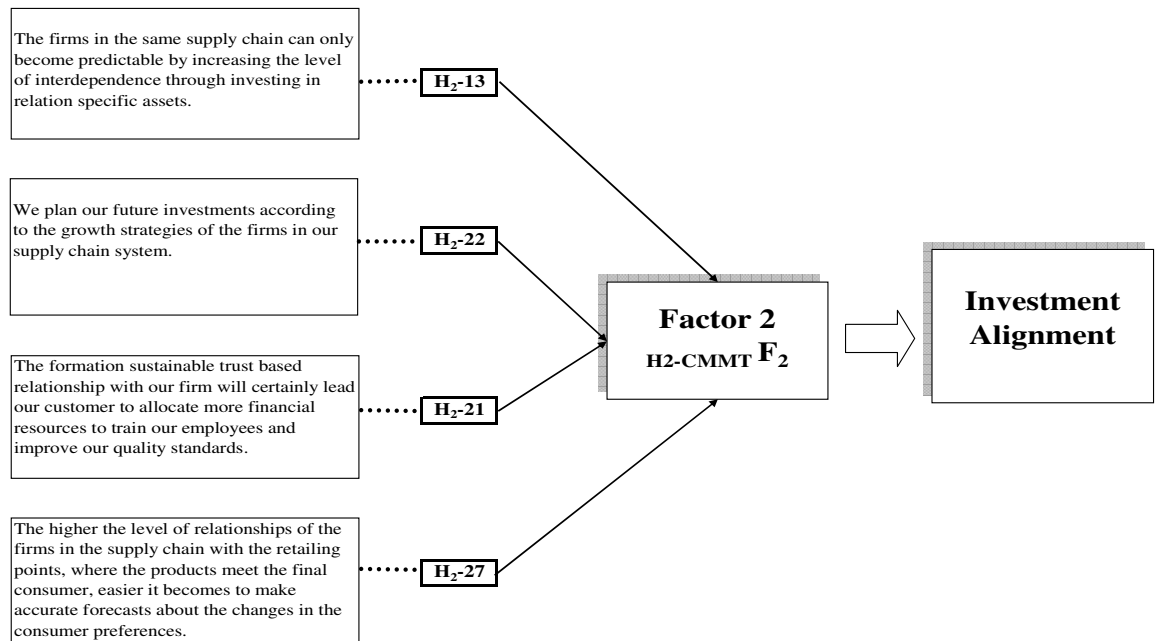 The firms in the same supply chain can only
become predictable by increasing the level
of interdependence through investing in
relation specific assets.
H2-13
We plan our future investments according
to the growth strategies of the firms in our
supply chain system.
H2-22
The formation sustainable trust based
relationship with our firm will certainly lead
our customer to allocate more financial
resources to train our employees and
improve our quality standards.
H2-21
The higher the level of relationships of the
firms in the supply chain with the retailing
points, where the products meet the final
consumer, easier it becomes to make
accurate forecasts about the changes in the
consumer preferences.
H2-27
Factor 2
H2-CMMT F2
Investment
Alignment